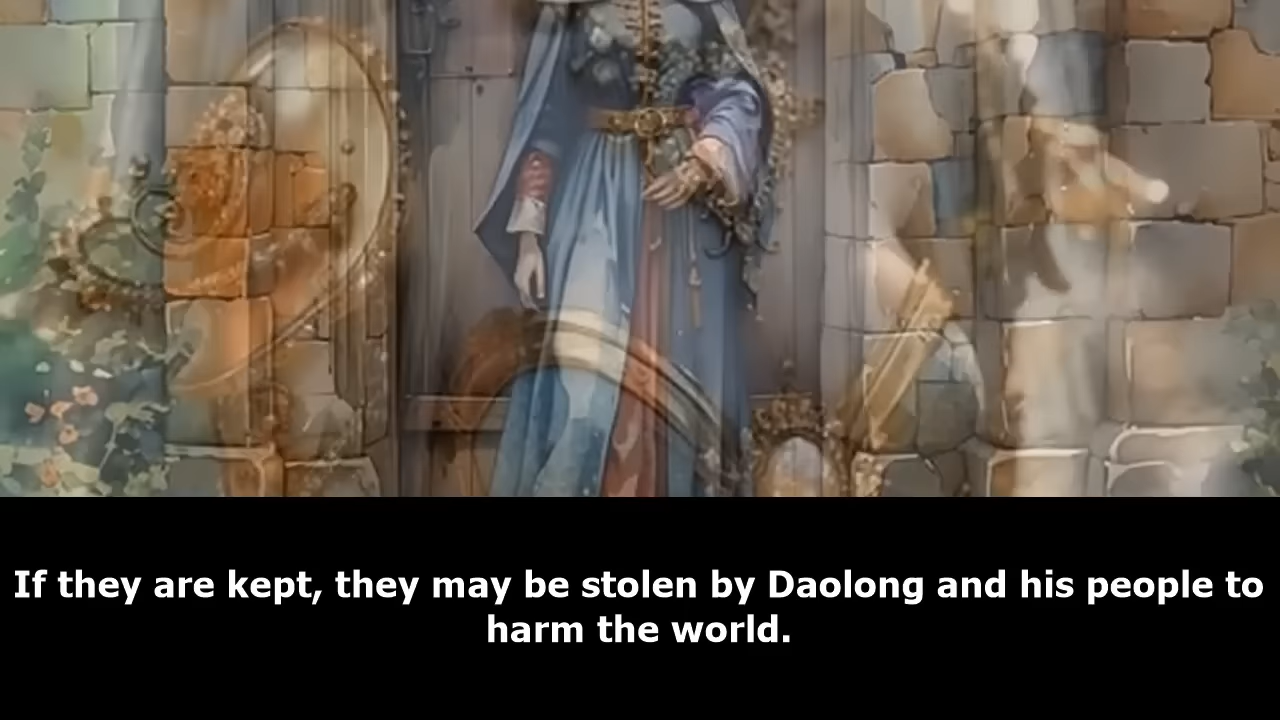 If they are kept, they may be stolen by Daolong and his people to
harm the world.